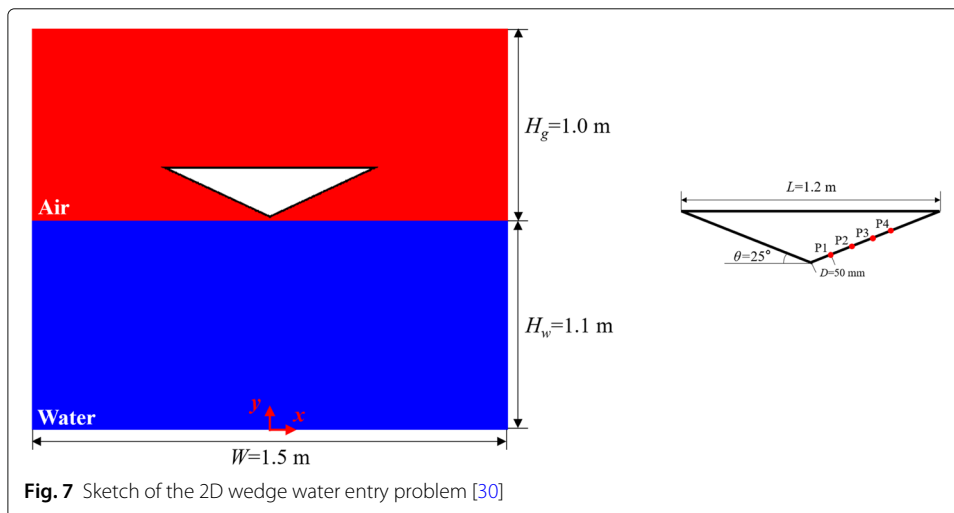 Air
Water
y
x
H_g=1.0 m
H_w=1.1 m
W=1.5 m
L=1.2 m
P1
P2
P3
P4
θ=25°
D=50 mm
Fig. 7 Sketch of the 2D wedge water entry problem [30]